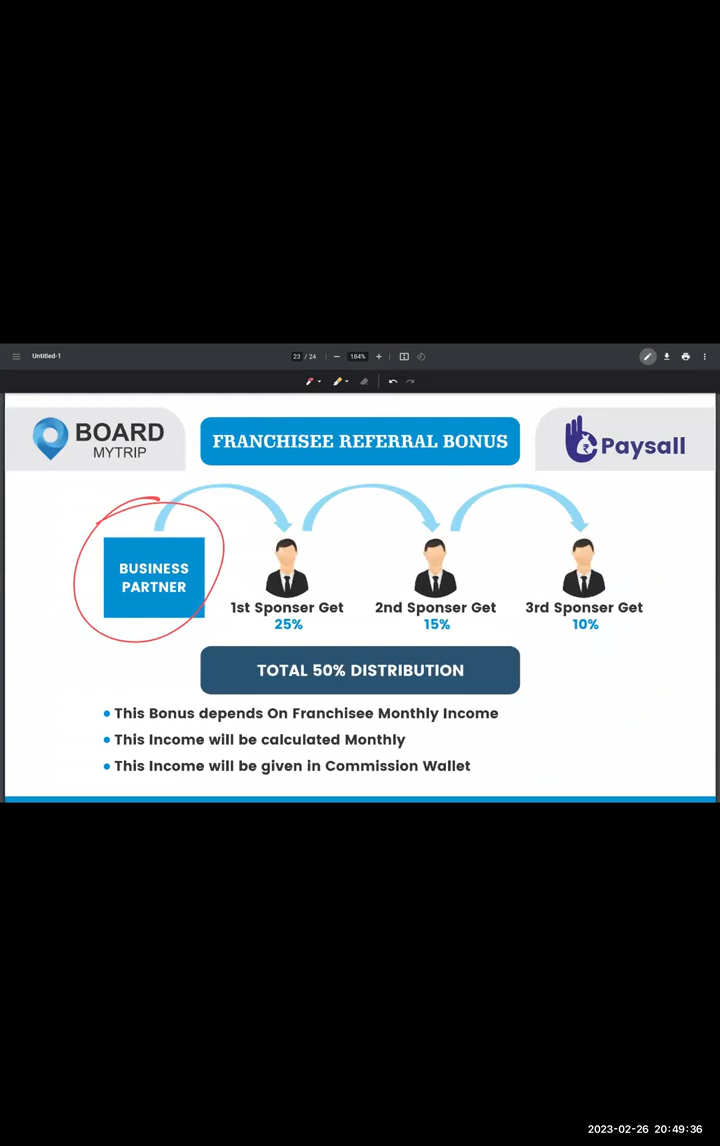 Untitled-1
23 / 24
184%
BOARD
MYTRIP
FRANCHISEE REFERRAL BONUS
Paysall
BUSINESS
PARTNER
1st Sponser Get
25%
2nd Sponser Get
15%
3rd Sponser Get
10%
TOTAL 50% DISTRIBUTION
• This Bonus depends On Franchisee Monthly Income
• This Income will be calculated Monthly
• This Income will be given in Commission Wallet
2023-02-26 20:49:36